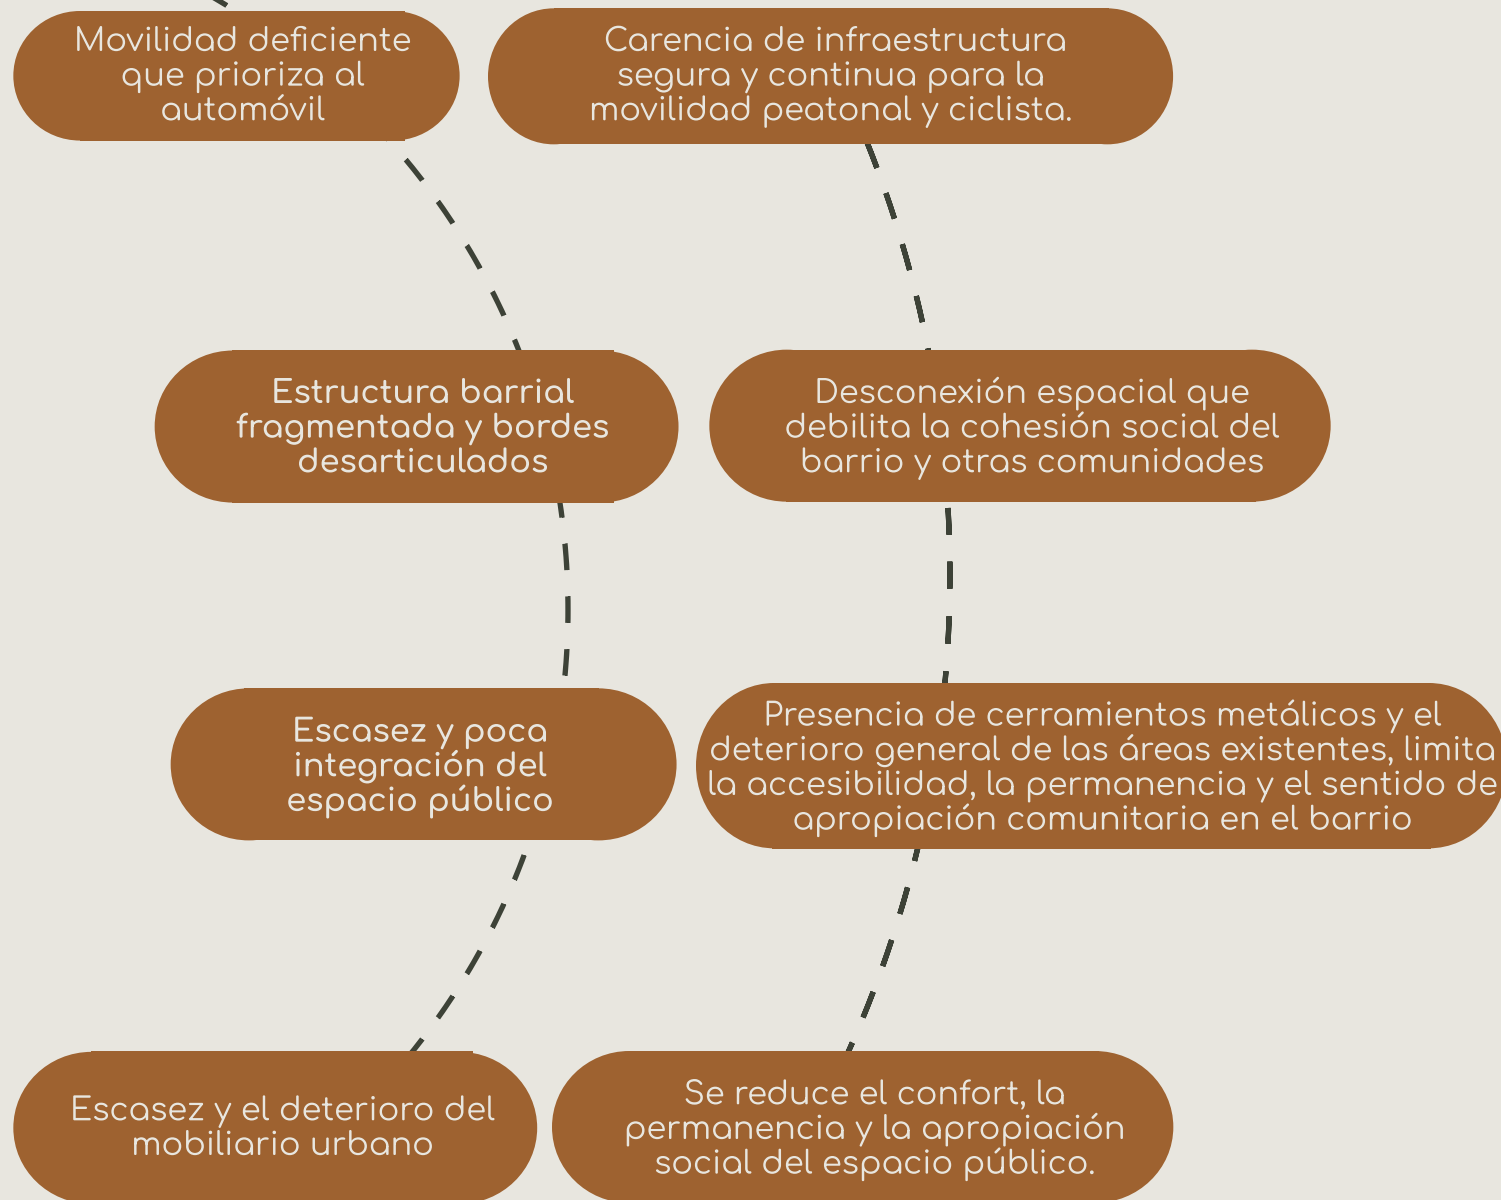 Movilidad deficiente
que prioriza al
automóvil
Carencia de infraestructura
segura y continua para la
movilidad peatonal y ciclista.
Estructura barrial
fragmentada y bordes
desarticulados
Desconexión espacial que
debilita la cohesión social del
barrio y otras comunidades
Escasez y poca
integración del
espacio público
Presencia de cerramientos metálicos y el
deterioro general de las áreas existentes, limita
la accesibilidad, la permanencia y el sentido de
apropiación comunitaria en el barrio
Escasez y el deterioro del
mobiliario urbano
Se reduce el confort, la
permanencia y la apropiación
social del espacio público.